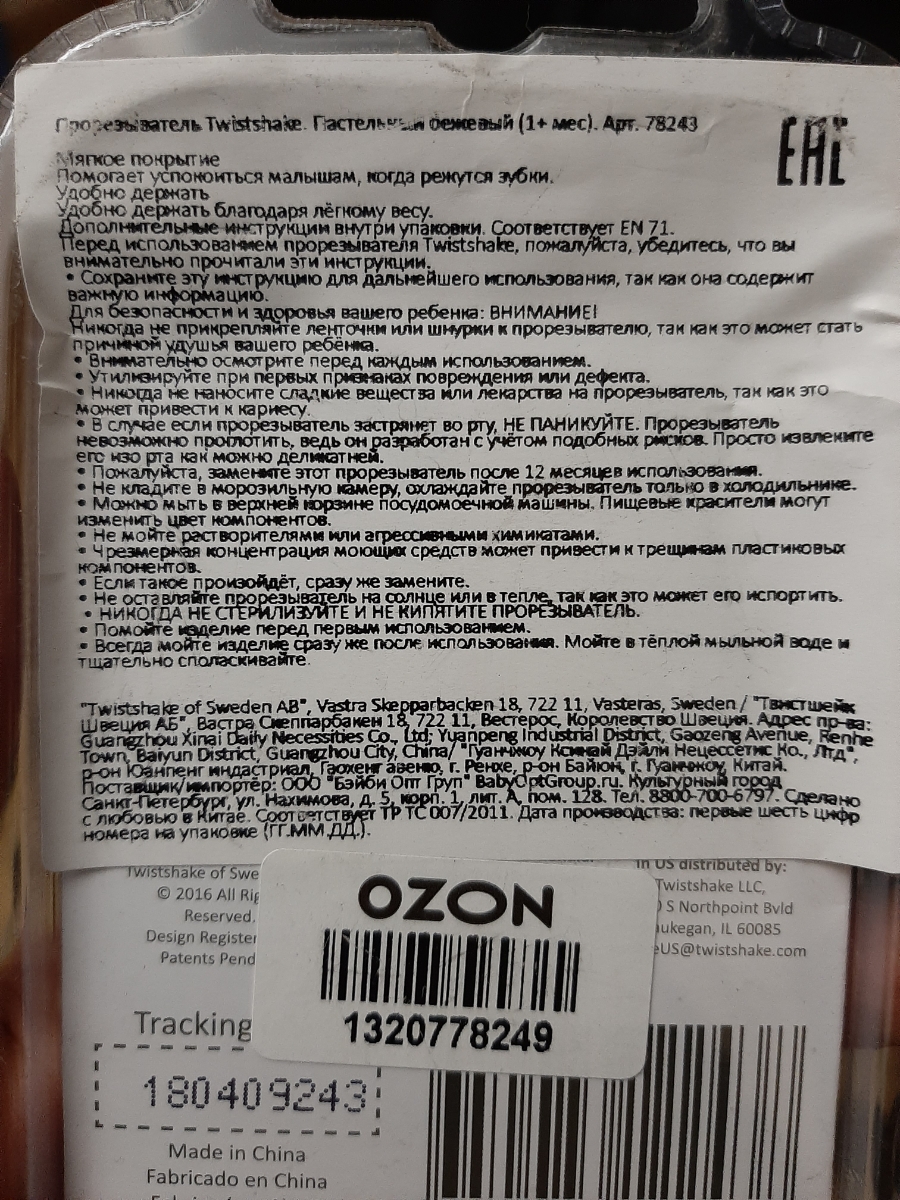 Прорезыватель Twistshake. Пастельный бежевый (1+ мес). Арт. 78243
EAC
Мягкое покрытие
Помогает успокоиться малышам, когда режутся зубки.
Удобно держать
Удобно держать благодаря лёгкому весу.
Дополнительные инструкции внутри упаковки. Соответствует EN 71.
Перед использованием прорезывателя Twistshake, пожалуйста, убедитесь, что вы
внимательно прочитали эти инструкции.
• Сохраните эту инструкцию для дальнейшего использования, так как она содержит
важную информацию.
Для безопасности и здоровья вашего ребенка: ВНИМАНИЕ!
Никогда не прикрепляйте ленточки или шнурки к прорезывателю, так как это может стать
причиной удушья вашего ребёнка.
• Внимательно осмотрите перед каждым использованием.
• Утилизируйте при первых признаках повреждения или дефекта.
• Никогда не наносите сладкие вещества или лекарства на прорезыватель, так как это
может привести к кариесу.
• В случае если прорезыватель застрянет во рту, НЕ ПАНИКУЙТЕ. Прорезыватель
невозможно проглотить, ведь он разработан с учётом подобных рисков. Просто извлеките
его изо рта как можно деликатней.
• Пожалуйста, замените этот прорезыватель после 12 месяцев использования.
• Не кладите в морозильную камеру, охлаждайте прорезыватель только в холодильнике.
• Можно мыть в верхней корзине посудомоечной машины. Пищевые красители могут
изменить цвет компонентов.
• Не мойте растворителями или агрессивными химикатами.
• Чрезмерная концентрация моющих средств может привести к трещинам пластиковых
компонентов.
• Если такое произойдёт, сразу же замените.
• Не оставляйте прорезыватель на солнце или в тепле, так как это может его испортить.
• НИКОГДА НЕ СТЕРИЛИЗУЙТЕ И НЕ КИПЯТИТЕ ПРОРЕЗЫВАТЕЛЬ.
• Помойте изделие перед первым использованием.
• Всегда мойте изделие сразу же после использования. Мойте в тёплой мыльной воде и
тщательно споласкивайте.
"Twistshake of Sweden AB", Vastra Skepparbacken 18, 722 11, Vasteras, Sweden / "Твистшейк
Швеция АБ", Вастра Скеппарбакен 18, 722 11, Вестерос, Королевство Швеция. Адрес пр-ва:
Guangzhou Xinai Daily Necessities Co., Ltd; Yuanpeng Industrial District, Gaozeng Avenue, Renhe
Town, Baiyun District, Guangzhou City, China/ "Гуанчжоу Ксинай Дэйли Нецессетис Ко., Лтд",
р-он Юанпенг индастриал, Гаохенг авеню, г. Ренхе, р-он Байюн, г. Гуанчжоу, Китай.
Поставщик/импортёр: ООО "Бэйби Опт Груп" BabyOptGroup.ru. Культурный город
Санкт-Петербург, ул. Нахимова, д. 5, корп. 1, лит. А, пом. 128. Тел. 8800-700-6797. Сделано
с любовью в Китае. Соответствует ТР ТС 007/2011. Дата производства: первые шесть цифр
номера на упаковке (ГГ.ММ.ДД.).
Twistshake of Swe
© 2016 All Rig
Reserved.
Design Register
Patents Pend
in US distributed by:
Twistshake LLC,
S Northpoint Bvld
ukegan, IL 60085
eUS@twistshake.com
OZON
1320778249
Tracking
180409243
Made in China
Fabricado en China